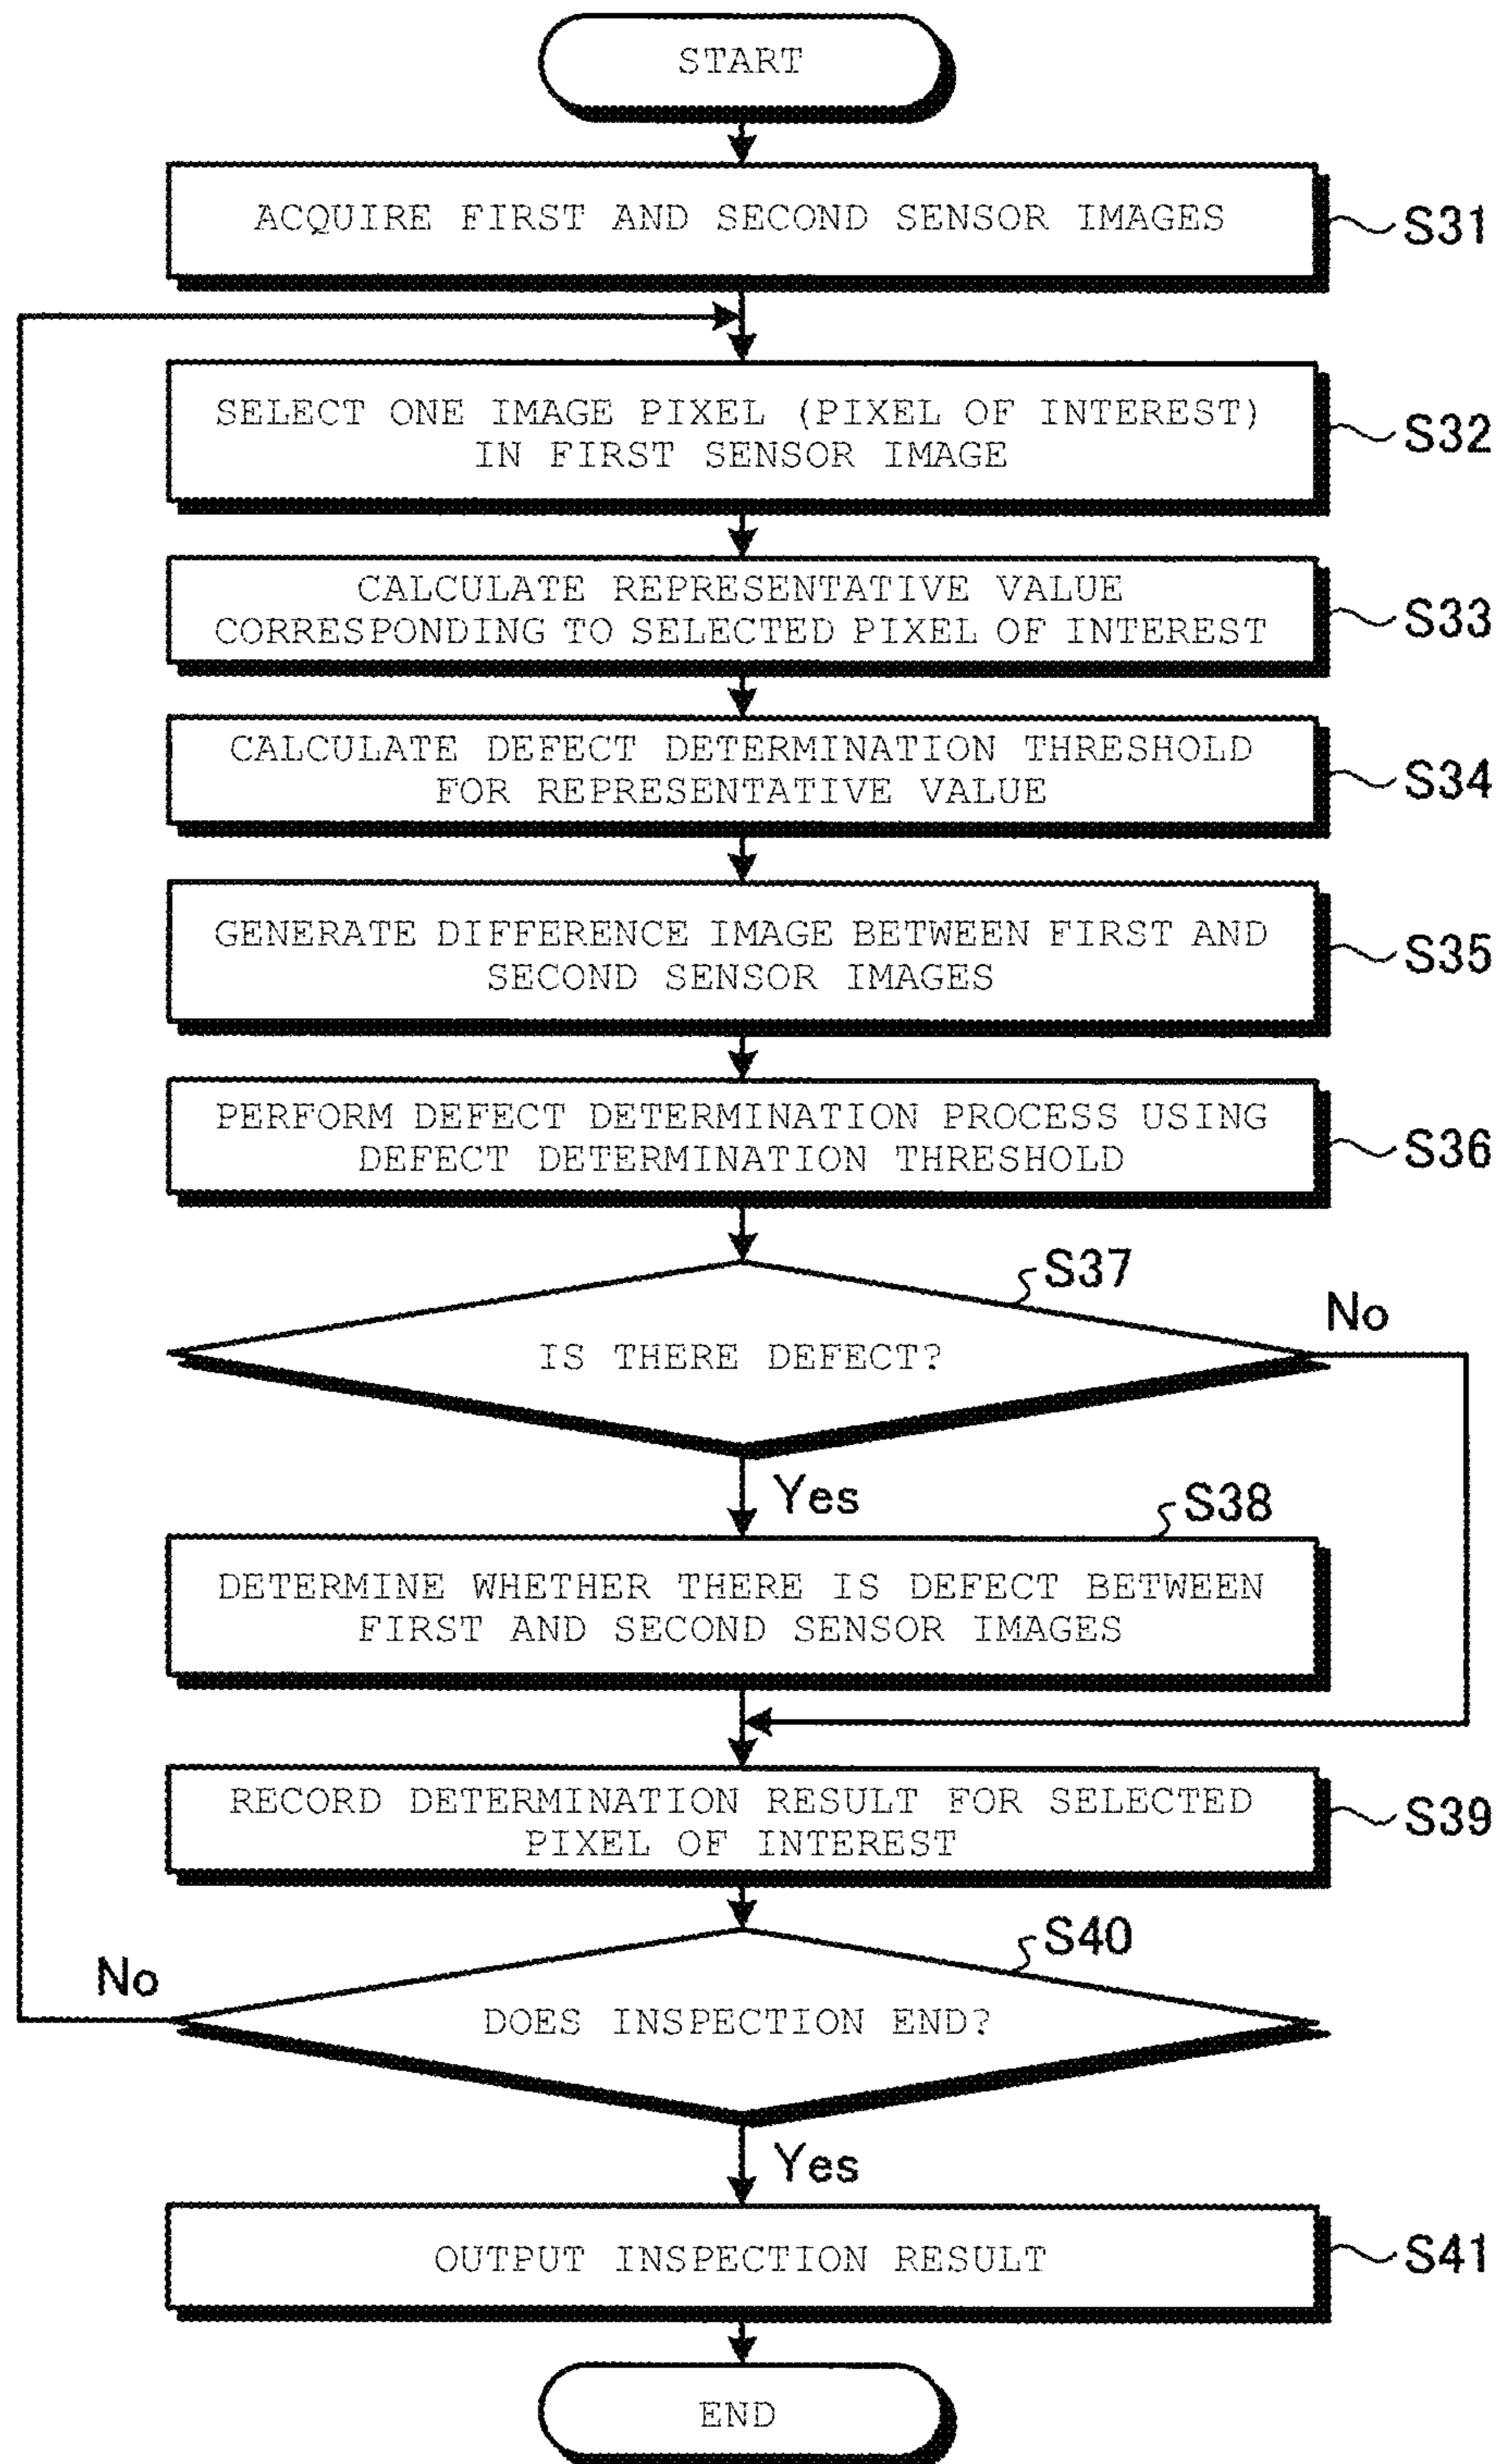 START
ACQUIRE FIRST AND SECOND SENSOR IMAGES
S31
SELECT ONE IMAGE PIXEL (PIXEL OF INTEREST)
IN FIRST SENSOR IMAGE
S32
CALCULATE REPRESENTATIVE VALUE
CORRESPONDING TO SELECTED PIXEL OF INTEREST
S33
CALCULATE DEFECT DETERMINATION THRESHOLD
FOR REPRESENTATIVE VALUE
S34
GENERATE DIFFERENCE IMAGE BETWEEN FIRST AND
SECOND SENSOR IMAGES
S35
PERFORM DEFECT DETERMINATION PROCESS USING
DEFECT DETERMINATION THRESHOLD
S36
S37
No
IS THERE DEFECT?
Yes
S38
DETERMINE WHETHER THERE IS DEFECT BETWEEN
FIRST AND SECOND SENSOR IMAGES
RECORD DETERMINATION RESULT FOR SELECTED
PIXEL OF INTEREST
S39
S40
No
DOES INSPECTION END?
Yes
OUTPUT INSPECTION RESULT
S41
END